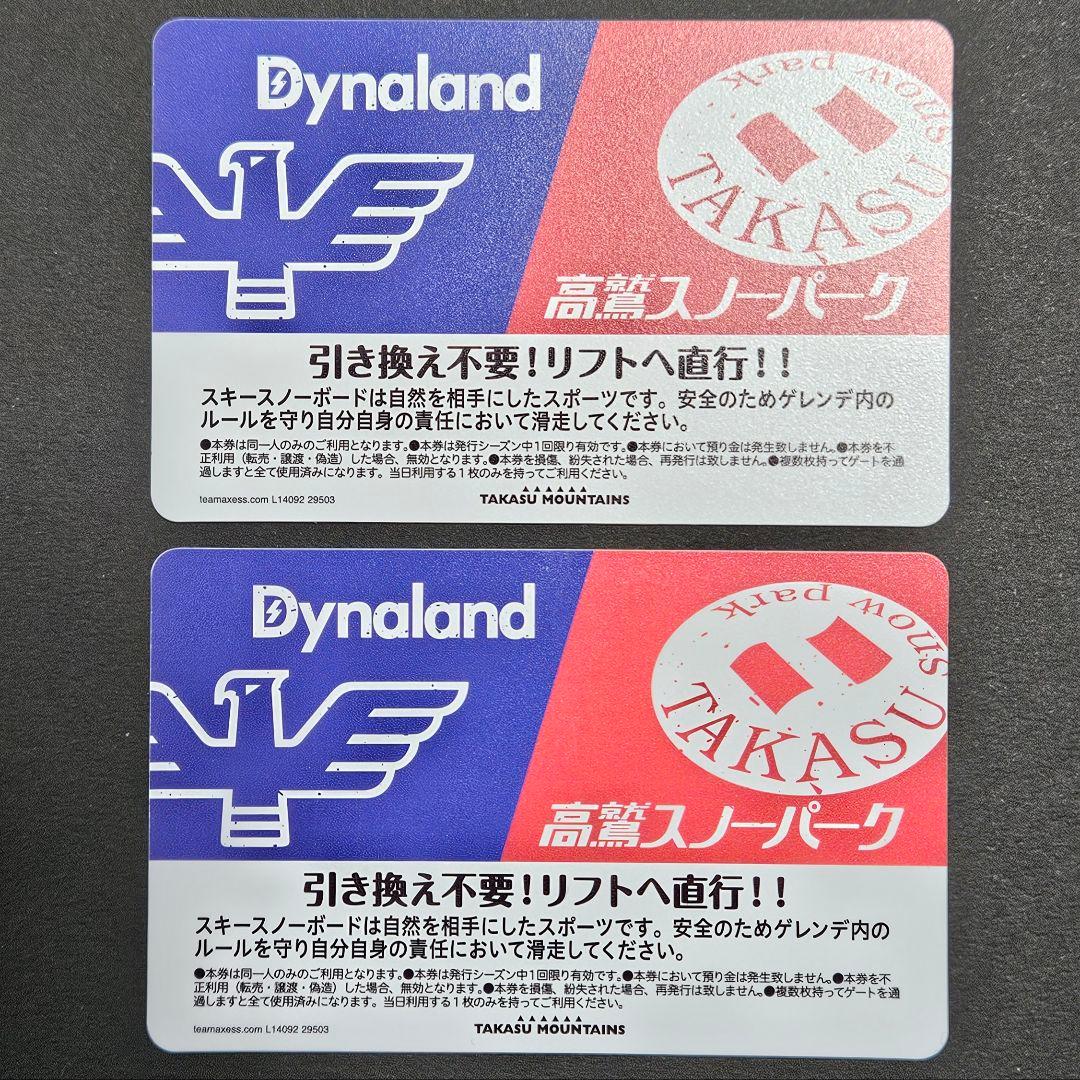 Dynaland
TAKASU snow park
高鷲スノーパーク
引き換え不要！リフトへ直行！！
スキースノーボードは自然を相手にしたスポーツです。安全のためゲレンデ内の
ルールを守り自分自身の責任において滑走してください。
●本券は同一人のみのご利用となります。●本券は発行シーズン中1回限り有効です。●本券において預り金は発生致しません。●本券を不
正利用（転売・譲渡・偽造）した場合、無効となります。●本券を損傷、紛失された場合、再発行は致しません。●複数枚持ってゲートを通
過しますと全て使用済みになります。当日利用する1枚のみを持ってご利用ください。
teamaxess.com L14092 29503
TAKASU MOUNTAINS
Dynaland
TAKASU snow park
高鷲スノーパーク
引き換え不要！リフトへ直行！！
スキースノーボードは自然を相手にしたスポーツです。安全のためゲレンデ内の
ルールを守り自分自身の責任において滑走してください。
●本券は同一人のみのご利用となります。●本券は発行シーズン中1回限り有効です。●本券において預り金は発生致しません。●本券を不
正利用（転売・譲渡・偽造）した場合、無効となります。●本券を損傷、紛失された場合、再発行は致しません。●複数枚持ってゲートを通
過しますと全て使用済みになります。当日利用する1枚のみを持ってご利用ください。
teamaxess.com L14092 29503
TAKASU MOUNTAINS